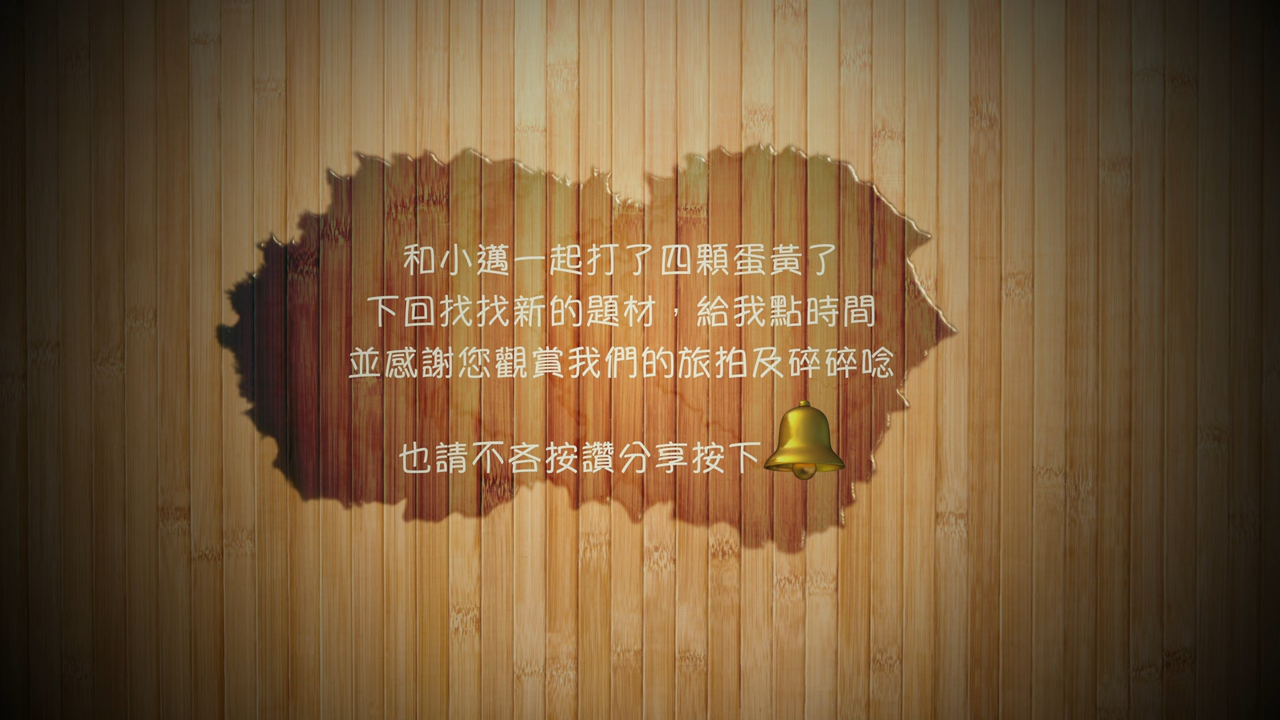 和小邁一起打了四顆蛋黃了
下回找找新的題材，給我點時間
並感謝您觀賞我們的旅拍及碎碎唸
也請不吝按讚分享按下